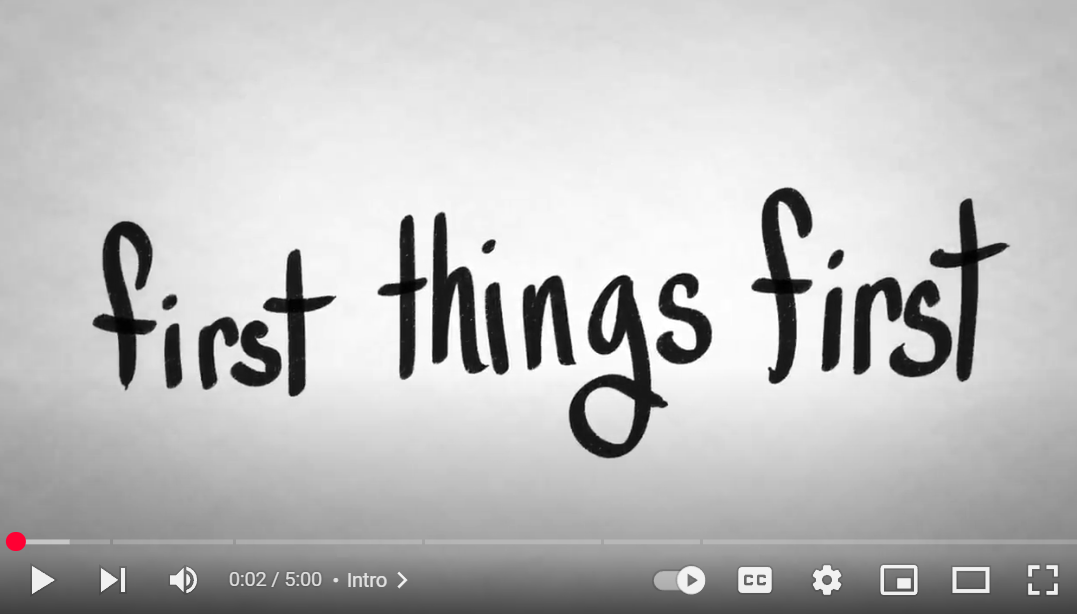 first things first
0:02 / 5:00 • Intro
CC